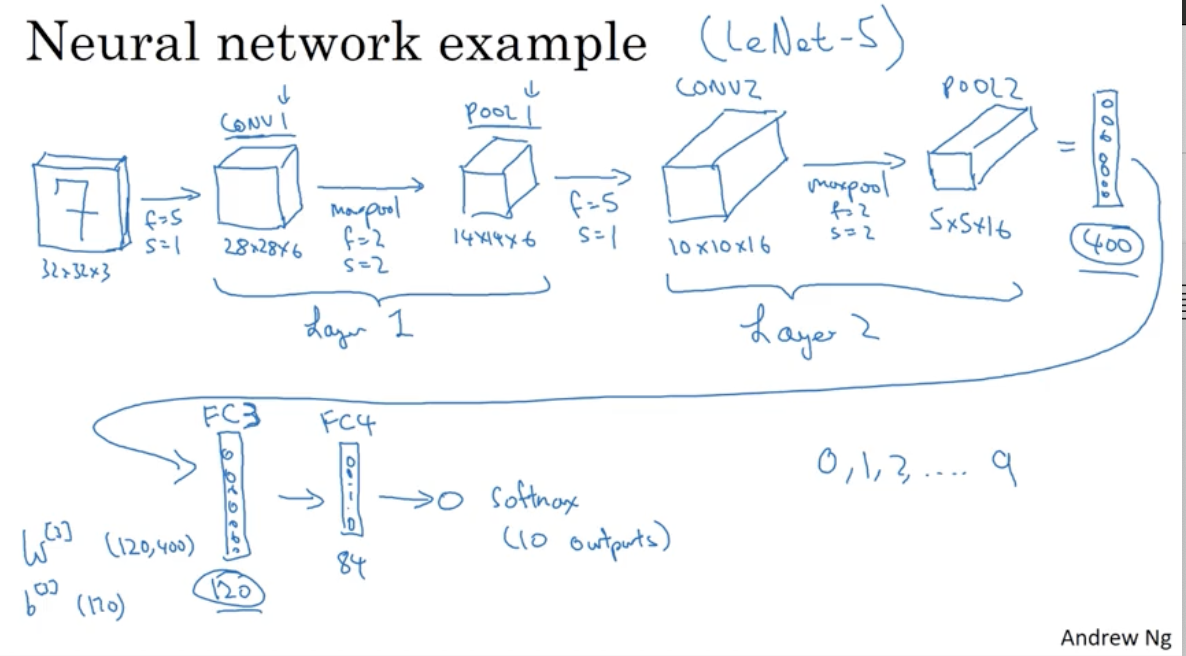 Neural network example (LeNet-5)
CONV1
POOL1
CONV2
POOL2
7
f=5
s=1
32×32×3
28×28×6
maxpool
f=2
s=2
14×14×6
f=5
s=1
10×10×16
maxpool
f=2
s=2
5×5×16
=
400
Layer 1
Layer 2
FC3
FC4
0,1,2,.... 9
Softmax
(10 outputs)
W[3] (120,400)
b[3] (120)
120
84
Andrew Ng